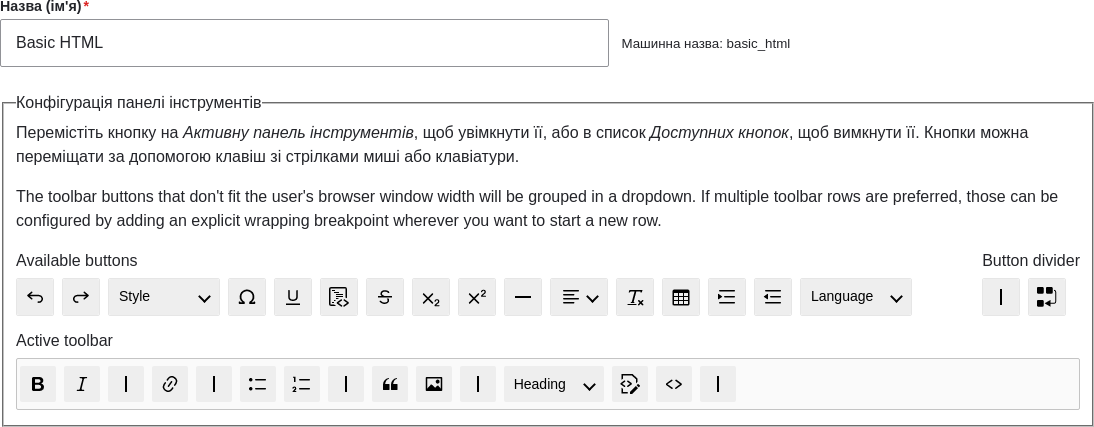 Назва (ім'я)*
Basic HTML
Машинна назва: basic_html
Конфігурація панелі інструментів
Перемістіть кнопку на Активну панель інструментів, щоб увімкнути її, або в список Доступних кнопок, щоб вимкнути її. Кнопки можна
переміщати за допомогою клавіш зі стрілками миші або клавіатури.
The toolbar buttons that don't fit the user's browser window width will be grouped in a dropdown. If multiple toolbar rows are preferred, those can be
configured by adding an explicit wrapping breakpoint wherever you want to start a new row.
Available buttons
Button divider
Style
Language
Active toolbar
Heading